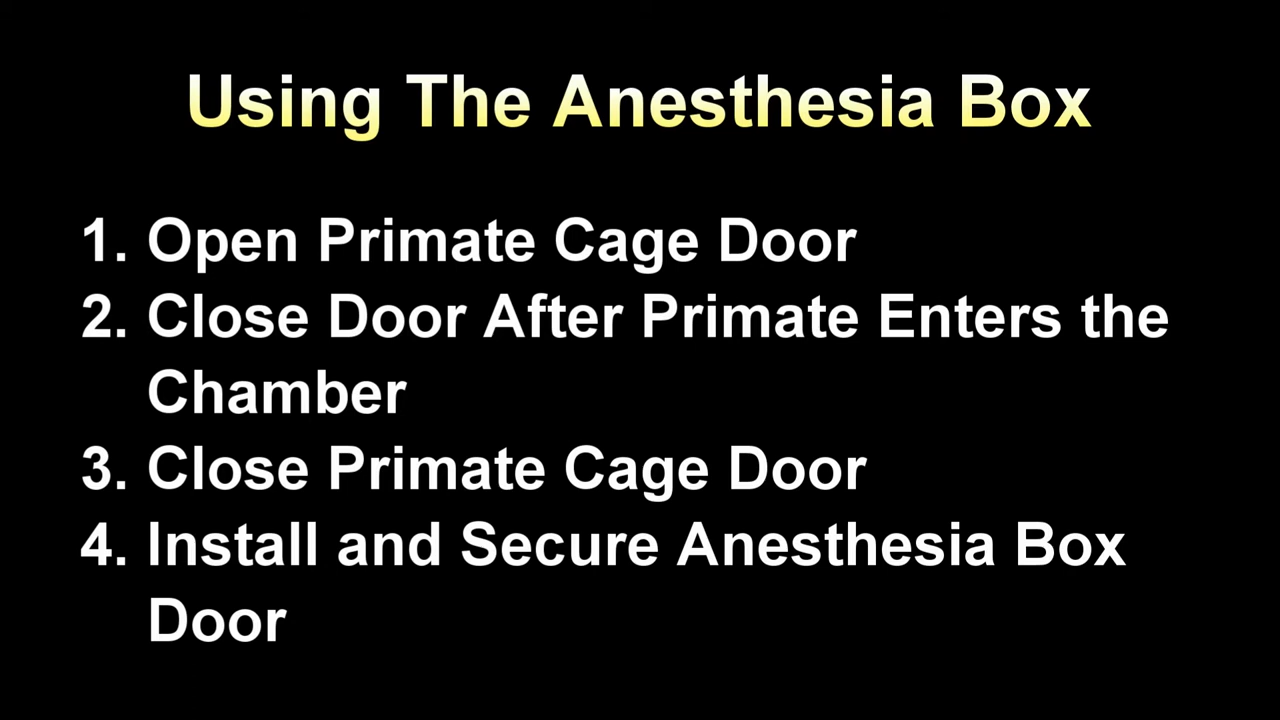 Using The Anesthesia Box
1. Open Primate Cage Door
2. Close Door After Primate Enters the
Chamber
3. Close Primate Cage Door
4. Install and Secure Anesthesia Box
Door